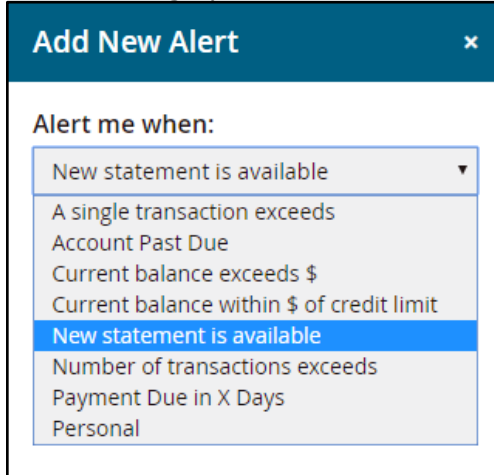 Add New Alert ×
Alert me when:
New statement is available ▼
A single transaction exceeds
Account Past Due
Current balance exceeds $
Current balance within $ of credit limit
New statement is available
Number of transactions exceeds
Payment Due in X Days
Personal